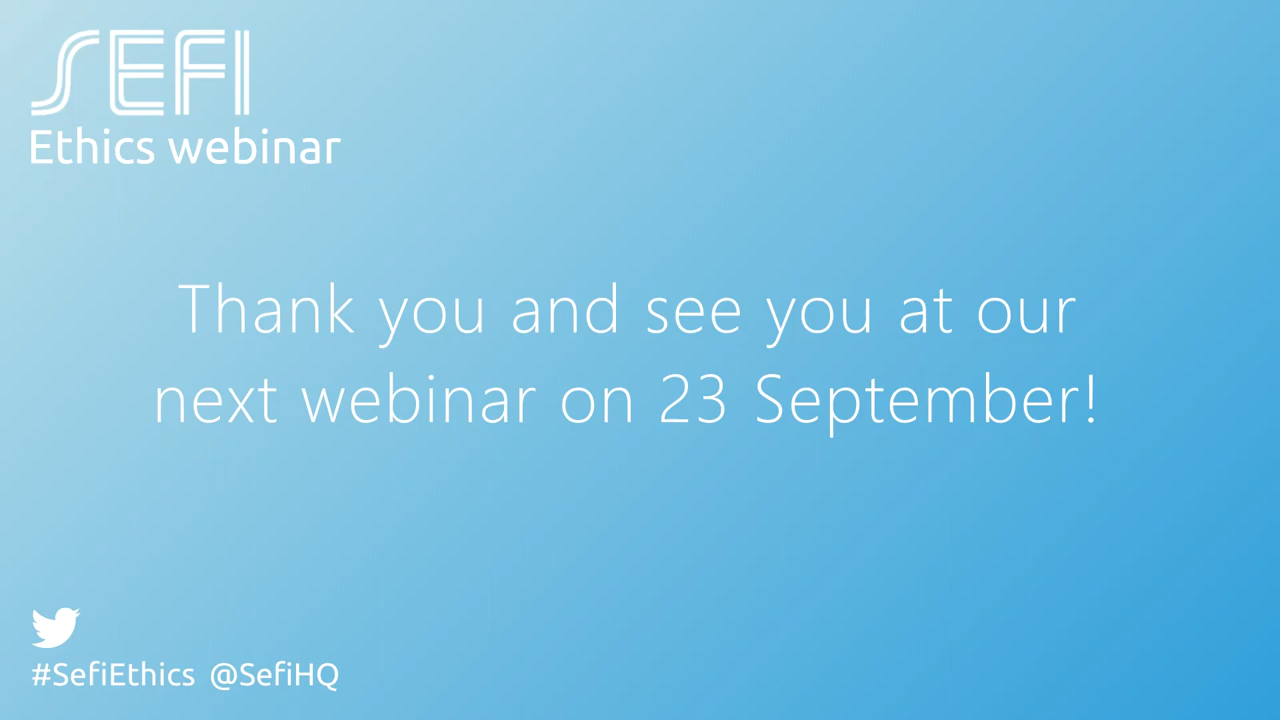 SEFI
Ethics webinar
Thank you and see you at our
next webinar on 23 September!
#SefiEthics @SefiHQ